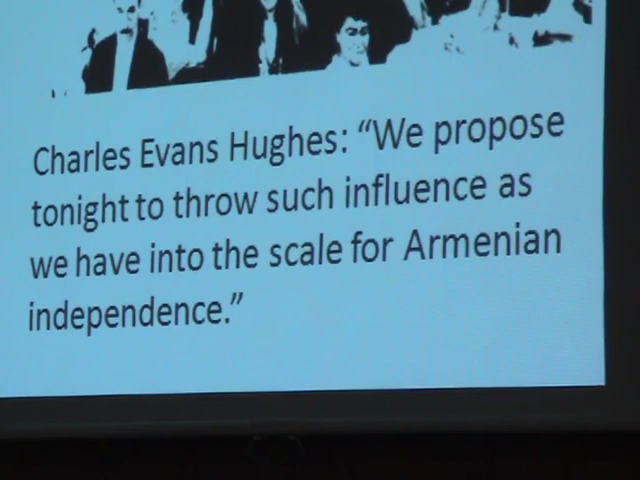 Charles Evans Hughes: “We propose
tonight to throw such influence as
we have into the scale for Armenian
independence.”